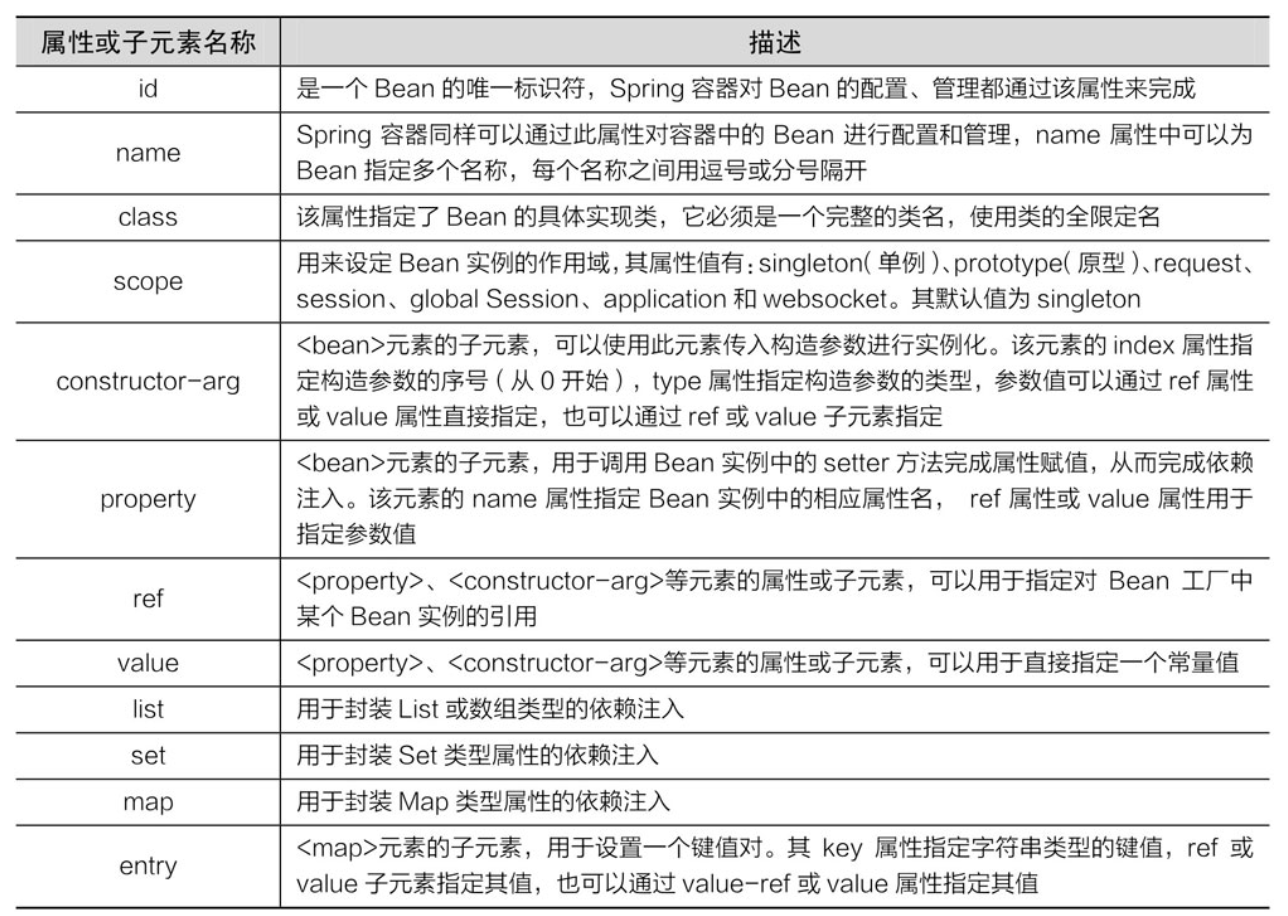 属性或子元素名称 描述
id 是一个 Bean 的唯一标识符，Spring 容器对 Bean 的配置、管理都通过该属性来完成
name Spring 容器同样可以通过此属性对容器中的 Bean 进行配置和管理，name 属性中可以为
Bean 指定多个名称，每个名称之间用逗号或分号隔开
class 该属性指定了 Bean 的具体实现类，它必须是一个完整的类名，使用类的全限定名
scope 用来设定 Bean 实例的作用域，其属性值有：singleton（单例）、prototype（原型）、request、
session、global Session、application 和 websocket。其默认值为 singleton
constructor-arg <bean>元素的子元素，可以使用此元素传入构造参数进行实例化。该元素的 index 属性指
定构造参数的序号（从 0 开始），type 属性指定构造参数的类型，参数值可以通过 ref 属性
或 value 属性直接指定，也可以通过 ref 或 value 子元素指定
property <bean>元素的子元素，用于调用 Bean 实例中的 setter 方法完成属性赋值，从而完成依赖
注入。该元素的 name 属性指定 Bean 实例中的相应属性名， ref 属性或 value 属性用于
指定参数值
ref <property>、<constructor-arg>等元素的属性或子元素，可以用于指定对 Bean 工厂中
某个 Bean 实例的引用
value <property>、<constructor-arg>等元素的属性或子元素，可以用于直接指定一个常量值
list 用于封装 List 或数组类型的依赖注入
set 用于封装 Set 类型属性的依赖注入
map 用于封装 Map 类型属性的依赖注入
entry <map>元素的子元素，用于设置一个键值对。其 key 属性指定字符串类型的键值，ref 或
value 子元素指定其值，也可以通过 value-ref 或 value 属性指定其值